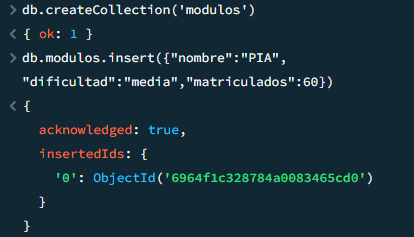 > db.createCollection('modulos')
< { ok: 1 }
> db.modulos.insert({"nombre":"PIA",
"dificultad":"media","matriculados":60})
< {
acknowledged: true,
insertedIds: {
'0': ObjectId('6964f1c328784a0083465cd0')
}
}